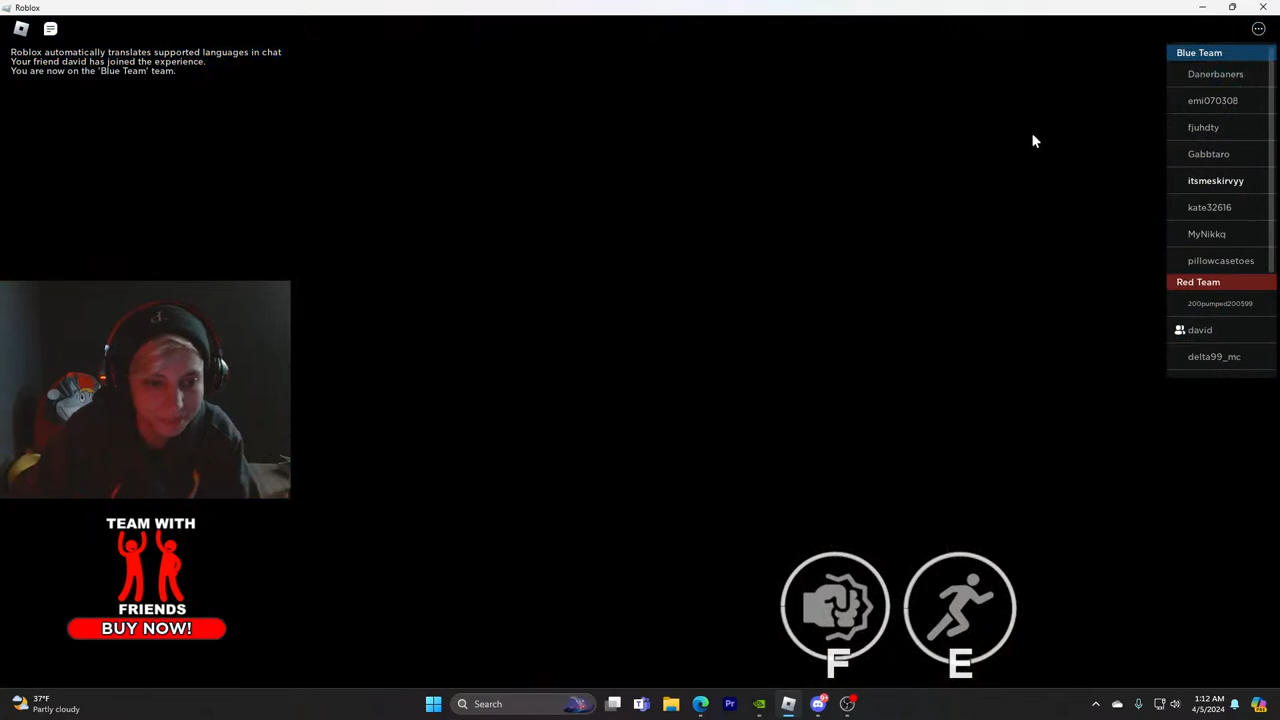 Roblox
Roblox automatically translates supported languages in chat
Your friend david has joined the experience.
You are now on the 'Blue Team' team.
Blue Team
Danerbaners
emi070308
fjuhdty
Gabbtaro
itsmeskirvyy
kate32616
MyNikkq
pillowcasetoes
Red Team
200pumped200599
david
delta99_mc
TEAM WITH
FRIENDS
BUY NOW!
F
E
37°F
Partly cloudy
Search
Pr
1:12 AM
4/5/2024